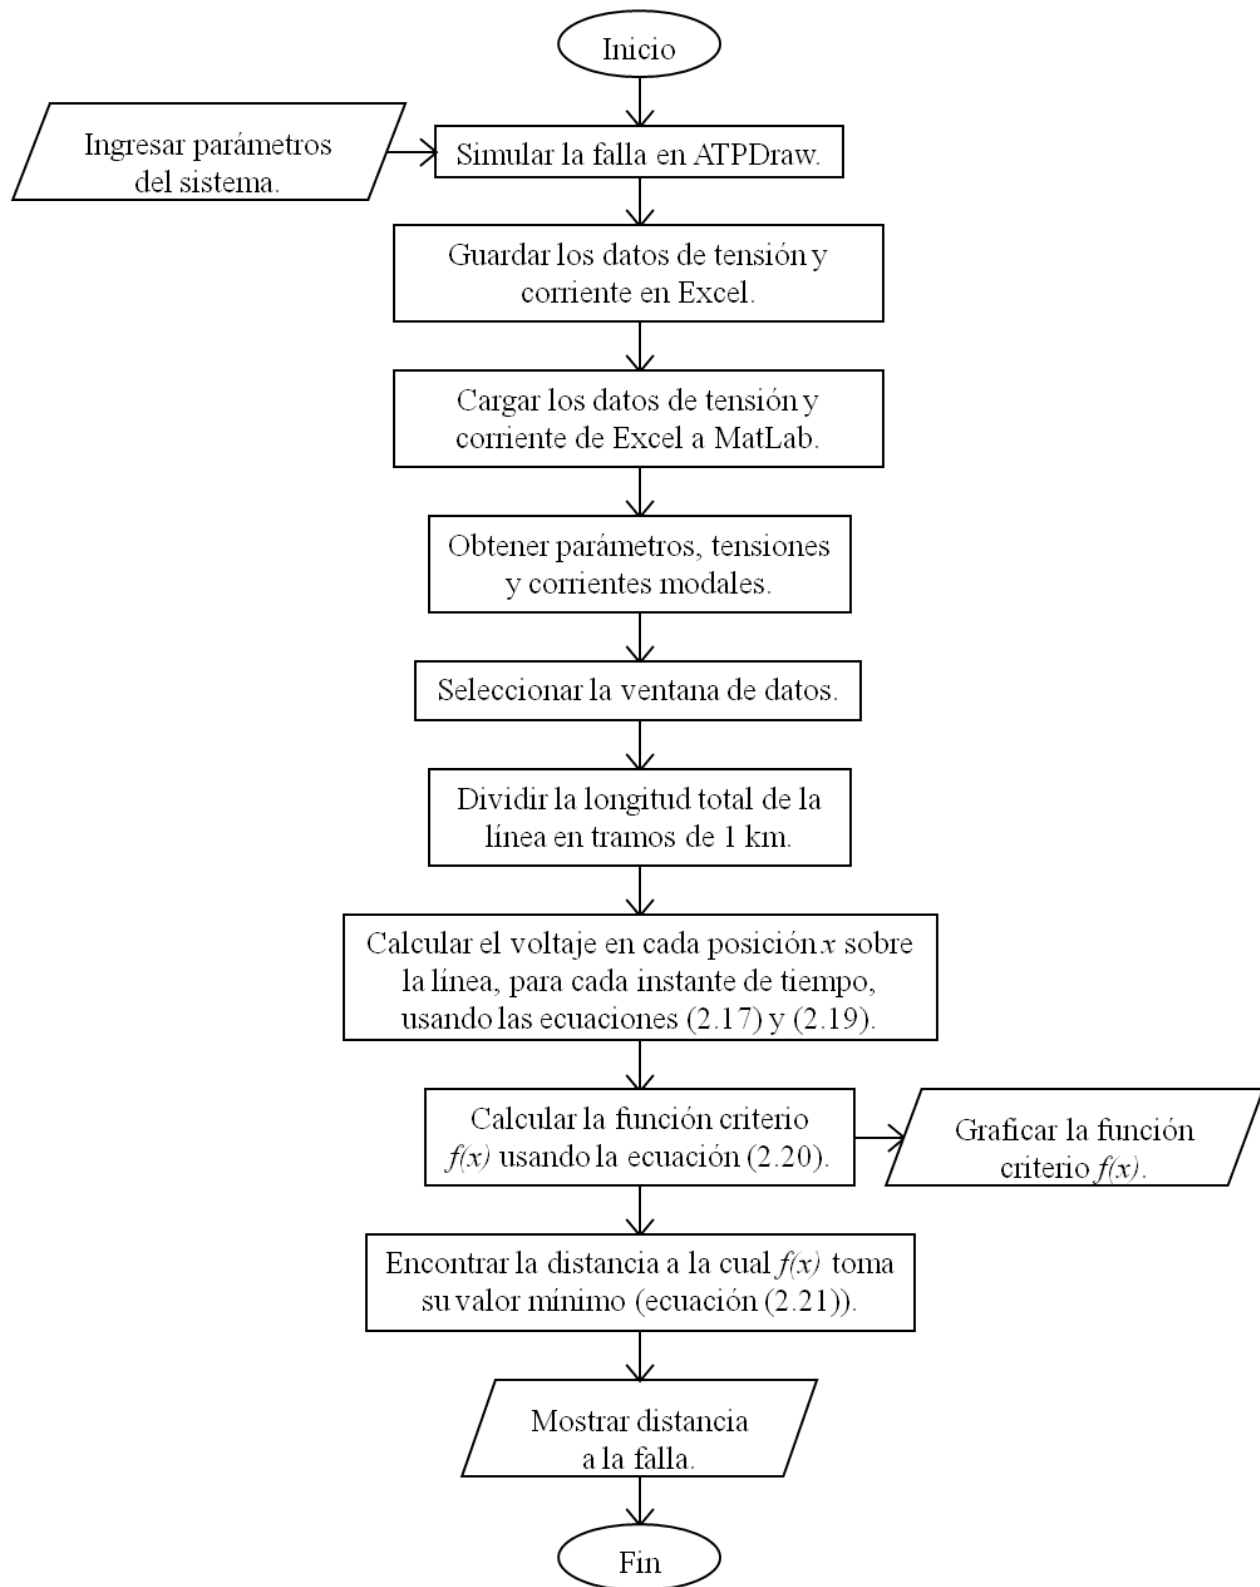 Inicio
Ingresar parámetros
del sistema.
Simular la falla en ATPDraw.
Guardar los datos de tensión y
corriente en Excel.
Cargar los datos de tensión y
corriente de Excel a MatLab.
Obtener parámetros, tensiones
y corrientes modales.
Seleccionar la ventana de datos.
Dividir la longitud total de la
línea en tramos de 1 km.
Calcular el voltaje en cada posición x sobre
la línea, para cada instante de tiempo,
usando las ecuaciones (2.17) y (2.19).
Calcular la función criterio
f(x) usando la ecuación (2.20).
Graficar la función
criterio f(x).
Encontrar la distancia a la cual f(x) toma
su valor mínimo (ecuación (2.21)).
Mostrar distancia
a la falla.
Fin